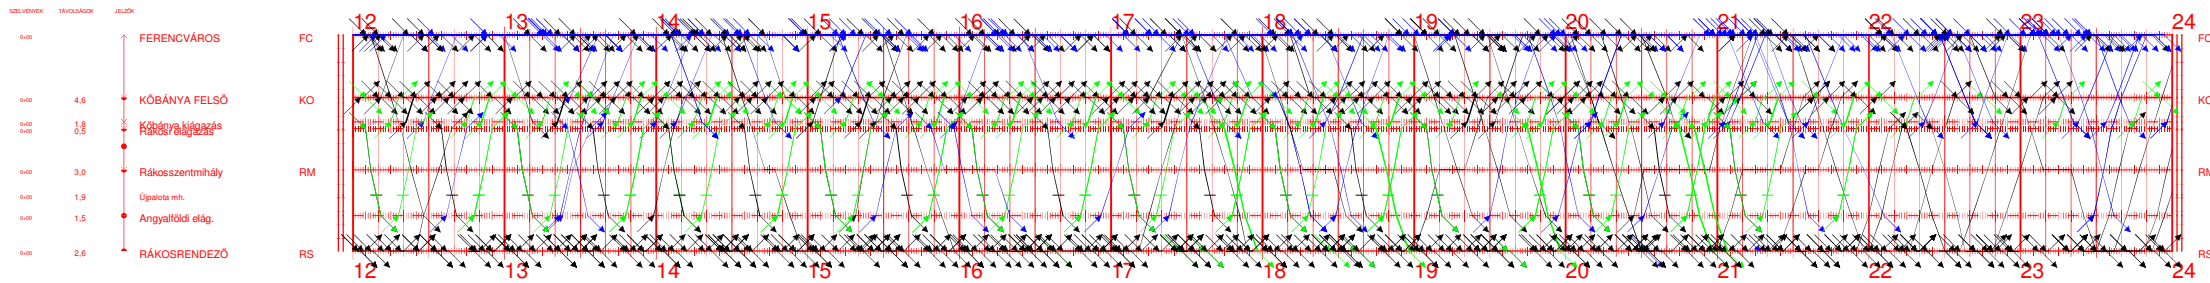 SZELVÉNYEK TÁVOLSÁGOK JELZŐK
12 13 14 15 16 17 18 19 20 21 22 23 24
0+00 FERENCVÁROS FC FC
0+00 4,6 KŐBÁNYA FELSŐ KO KO
0+00 1,8 Kőbánya kiágazás
0+00 0,5 Rákosi elágazás
0+00 3,0 Rákosszentmihály RM RM
0+00 1,9 Újpalota mh.
0+00 1,5 Angyalföldi elág.
0+00 2,6 RÁKOSRENDEZŐ RS RS
12 13 14 15 16 17 18 19 20 21 22 23 24